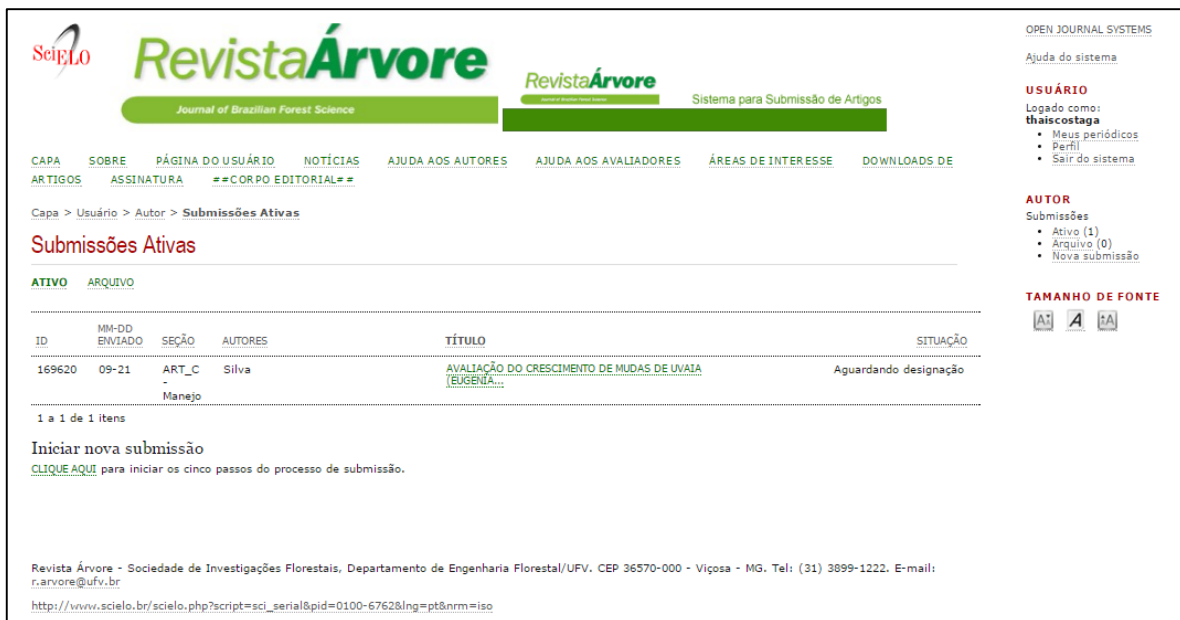 SciELO
RevistaÁrvore
Journal of Brazilian Forest Science
RevistaÁrvore
Journal of Brazilian Forest Science
Sistema para Submissão de Artigos
CAPA SOBRE PÁGINA DO USUÁRIO NOTÍCIAS AJUDA AOS AUTORES AJUDA AOS AVALIADORES ÁREAS DE INTERESSE DOWNLOADS DE
ARTIGOS ASSINATURA ==CORPO EDITORIAL==
Capa > Usuário > Autor > Submissões Ativas
Submissões Ativas
ATIVO ARQUIVO
ID MM-DD ENVIADO SEÇÃO AUTORES TÍTULO SITUAÇÃO
169620 09-21 ART_C Silva AVALIAÇÃO DO CRESCIMENTO DE MUDAS DE UVAIA Aguardando designação
- (EUGENIA...
Manejo
1 a 1 de 1 itens
Iniciar nova submissão
CLIQUE AQUI para iniciar os cinco passos do processo de submissão.
Revista Árvore - Sociedade de Investigações Florestais, Departamento de Engenharia Florestal/UFV. CEP 36570-000 - Viçosa - MG. Tel: (31) 3899-1222. E-mail:
r.arvore@ufv.br
http://www.scielo.br/scielo.php?script=sci_serial&pid=0100-6762&lng=pt&nrm=iso
OPEN JOURNAL SYSTEMS
Ajuda do sistema
USUÁRIO
Logado como:
thaiscostaga
Meus periódicos
Perfil
Sair do sistema
AUTOR
Submissões
Ativo (1)
Arquivo (0)
Nova submissão
TAMANHO DE FONTE
A A A